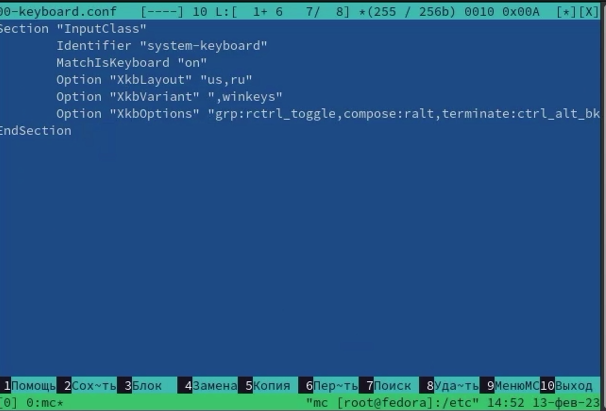 00-keyboard.conf [----] 10 L:[ 1+ 6 7/ 8] *(255 / 256b) 0010 0x00A [*][X]
Section "InputClass"
Identifier "system-keyboard"
MatchIsKeyboard "on"
Option "XkbLayout" "us,ru"
Option "XkbVariant" ",winkeys"
Option "XkbOptions" "grp:rctrl_toggle,compose:ralt,terminate:ctrl_alt_bk
EndSection
1Помощь 2Сох~ть 3Блок 4Замена 5Копия 6Пер~ть 7Поиск 8Уда~ть 9МенюMC 10Выход
[0] 0:mc* "mc [root@fedora]:/etc" 14:52 13-фев-23